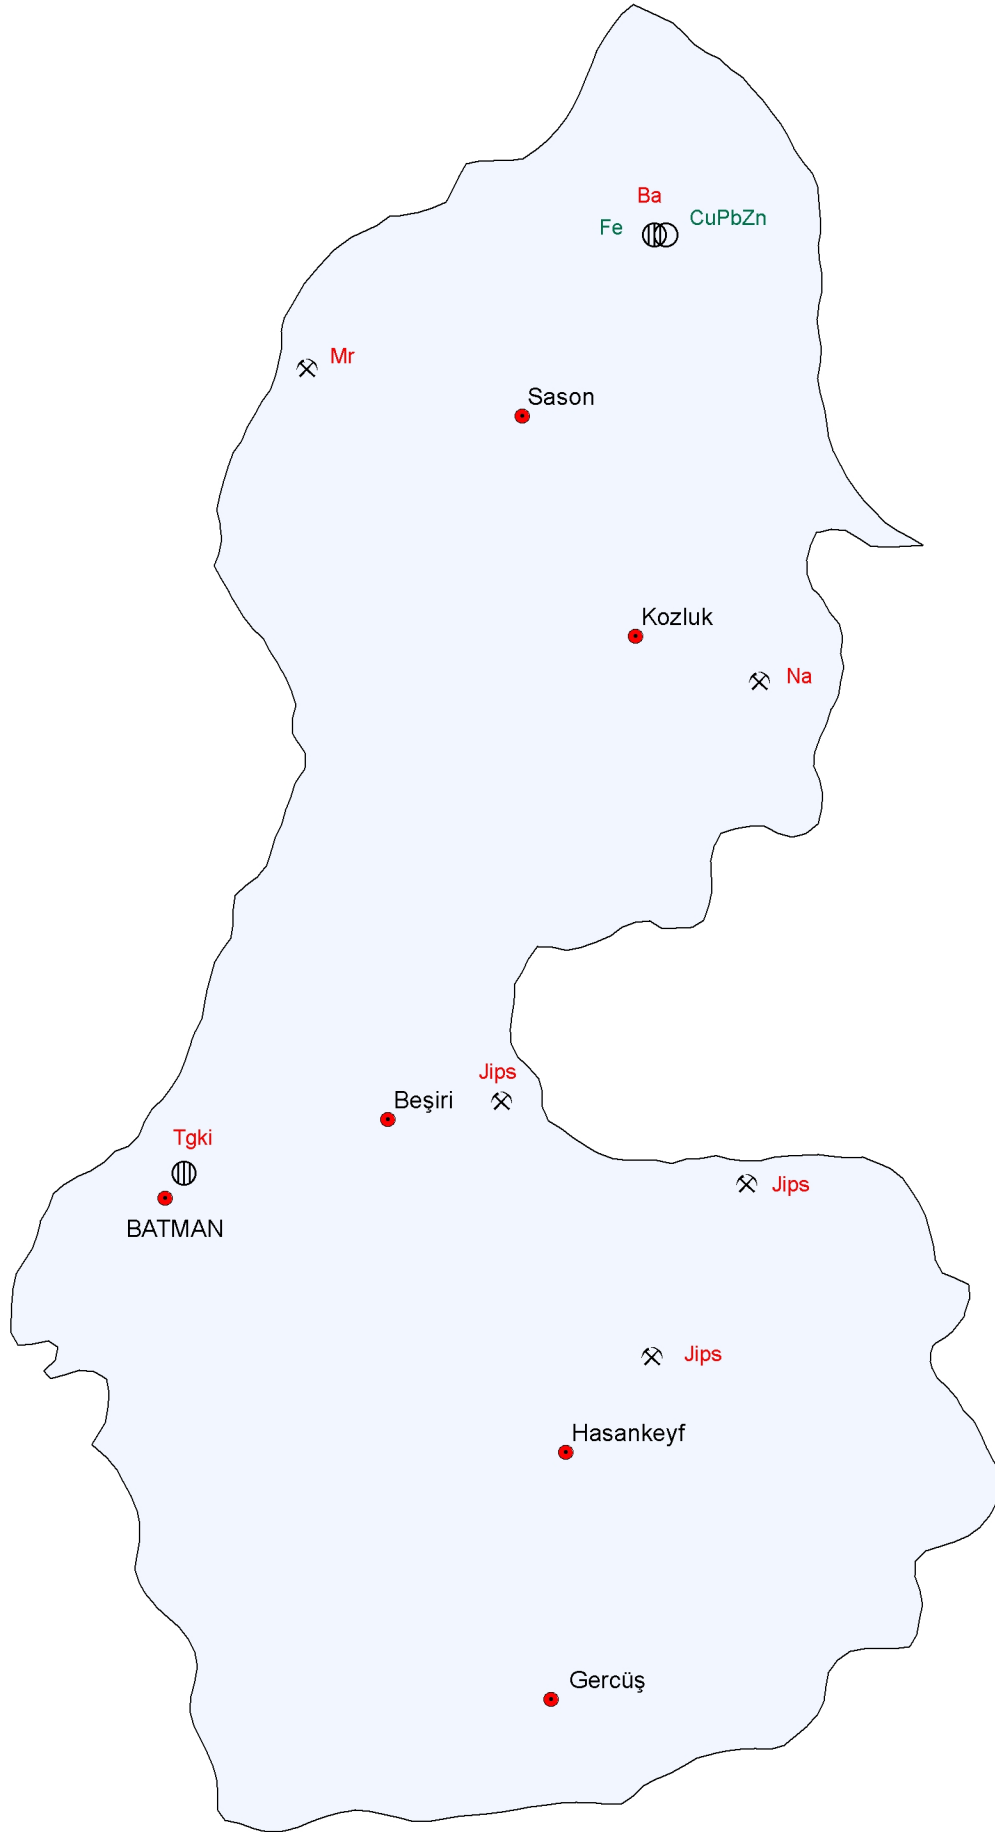 Ba
CuPbZn
Fe
Mr
Sason
Kozluk
Na
Jips
Beşiri
Tgki
Jips
BATMAN
Jips
Hasankeyf
Gercüş